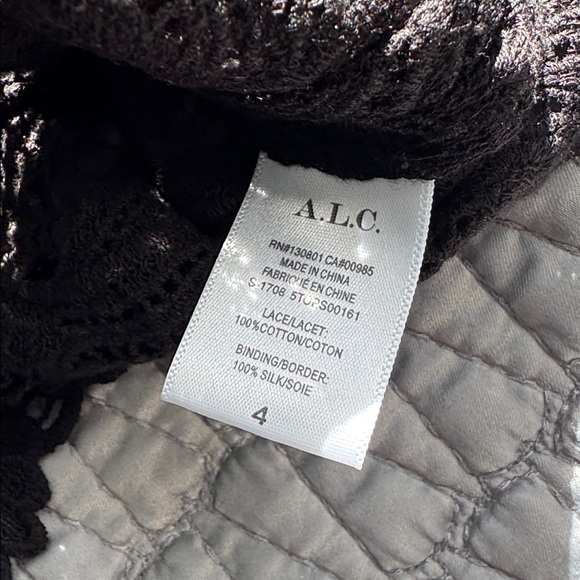 A.L.C.
RN#130801 CA#00985
MADE IN CHINA
FABRIQUÉ EN CHINE
S-1708 5TOPS00161
LACE/LACET:
100%COTTON/COTON
BINDING/BORDER:
100% SILK/SOIE
4